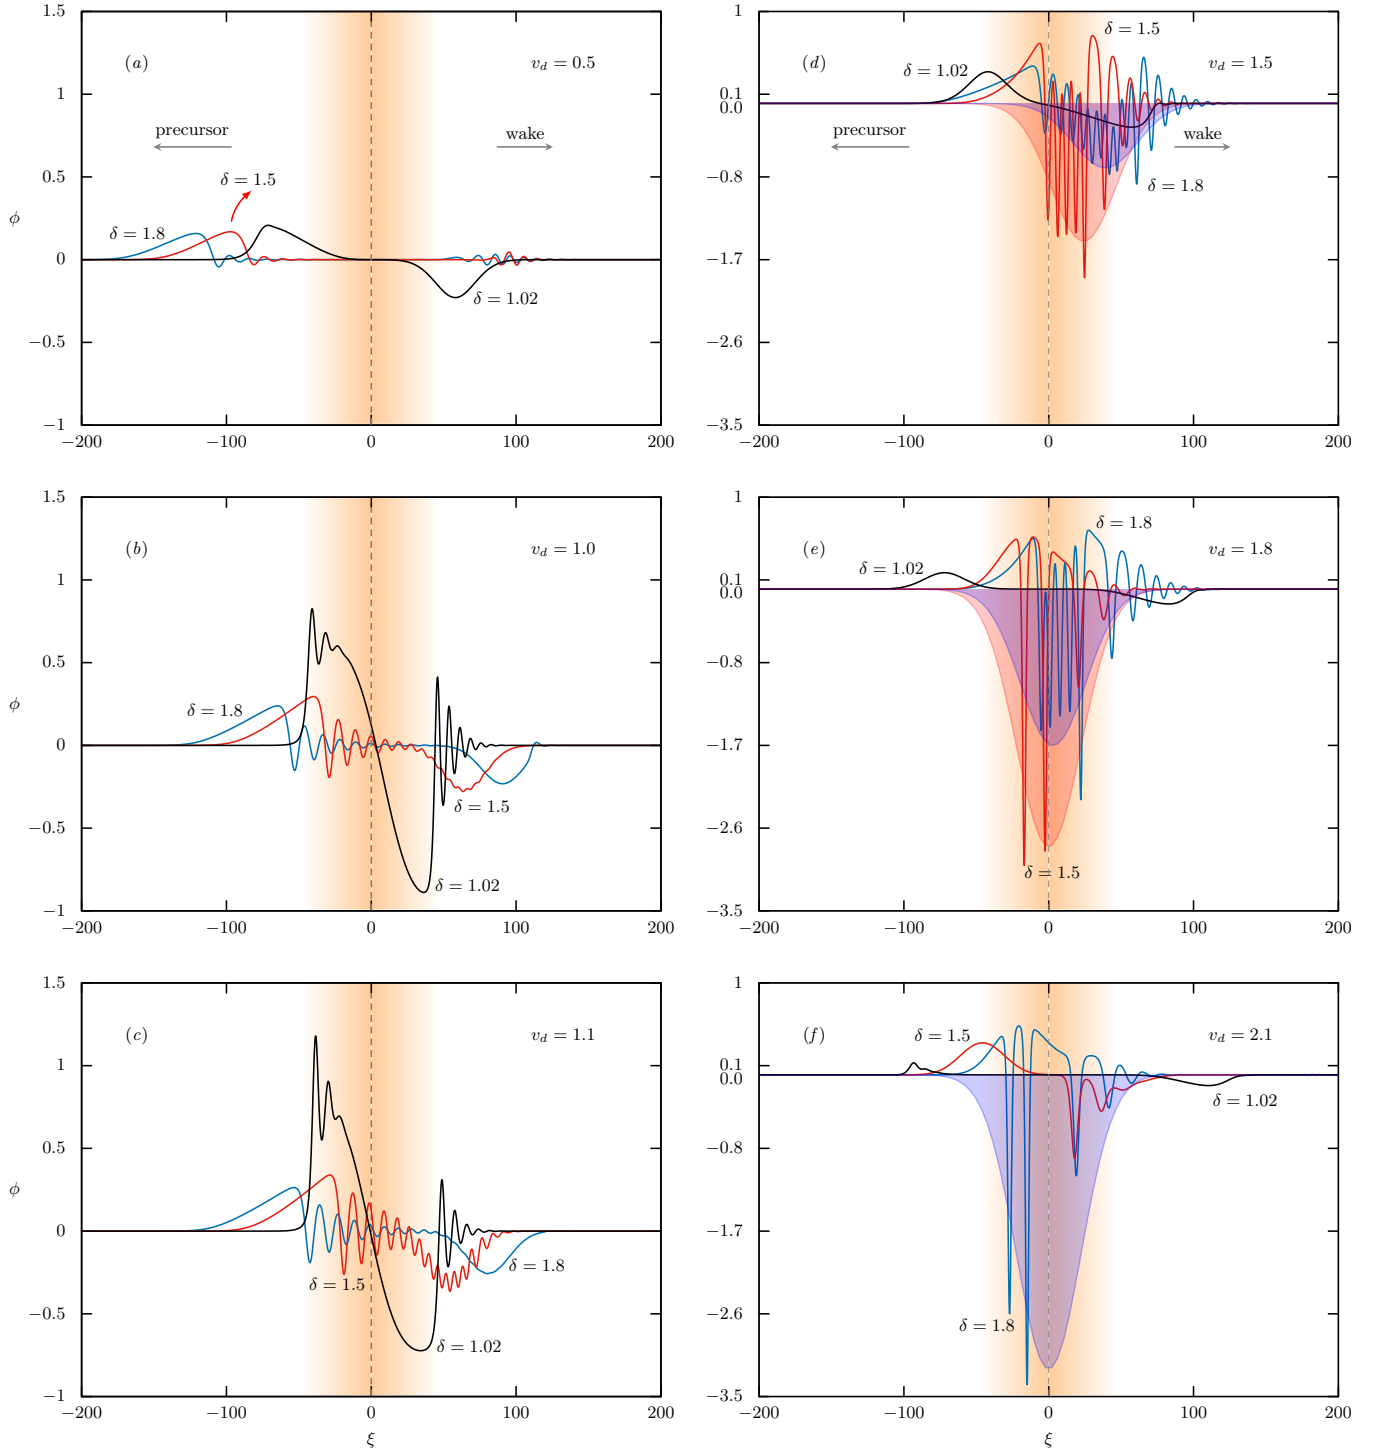 1.5
(a)
v_d = 0.5
1
precursor
wake
0.5
δ = 1.5
ϕ
δ = 1.8
0
δ = 1.02
−0.5
−1
−200
−100
0
100
200
1
δ = 1.5
(d)
v_d = 1.5
δ = 1.02
0.1
0.0
precursor
wake
−0.8
δ = 1.8
−1.7
−2.6
−3.5
−200
−100
0
100
200
1.5
(b)
v_d = 1.0
1
0.5
ϕ
δ = 1.8
0
δ = 1.5
−0.5
δ = 1.02
−1
−200
−100
0
100
200
1
δ = 1.8
(e)
v_d = 1.8
δ = 1.02
0.1
0.0
−0.8
−1.7
−2.6
δ = 1.5
−3.5
−200
−100
0
100
200
1.5
(c)
v_d = 1.1
1
0.5
ϕ
0
δ = 1.8
δ = 1.5
−0.5
δ = 1.02
−1
−200
−100
0
100
200
ξ
1
(f)
δ = 1.5
v_d = 2.1
0.1
0.0
δ = 1.02
−0.8
−1.7
−2.6
δ = 1.8
−3.5
−200
−100
0
100
200
ξ